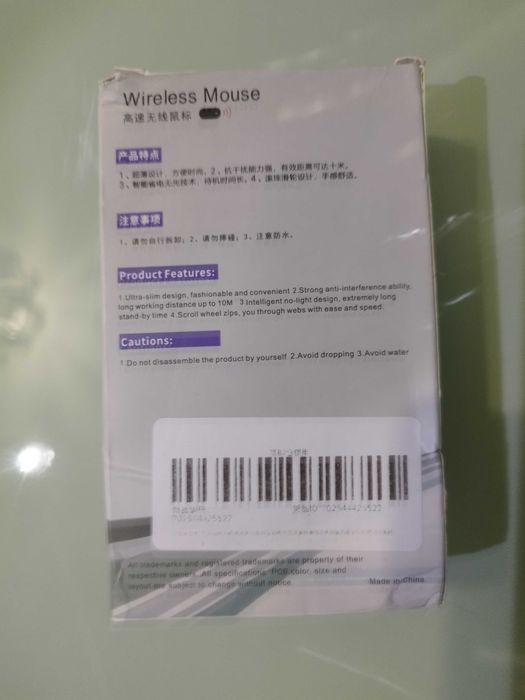 Wireless Mouse
高速无线鼠标
产品特点
1、超薄设计，方便时尚。2、抗干扰能力强，有效距离可达十米。
3、智能省电无光技术，待机时间长。4、滚珠滑轮设计，手感舒适。
注意事项
1、请勿自行拆卸；2、请勿摔碰；3、注意防水。
Product Features:
1.Ultra-slim design, fashionable and convenient 2.Strong anti-interference ability,
long working distance up to 10M 3.Intelligent no-light design, extremely long
stand-by time 4.Scroll wheel zips, you through webs with ease and speed.
Cautions:
1.Do not disassemble the product by yourself 2.Avoid dropping 3.Avoid water
All trademarks and registered trademarks are property of their
respective owners. All specifications, color, size and
layout are subject to change without notice.
Made in China